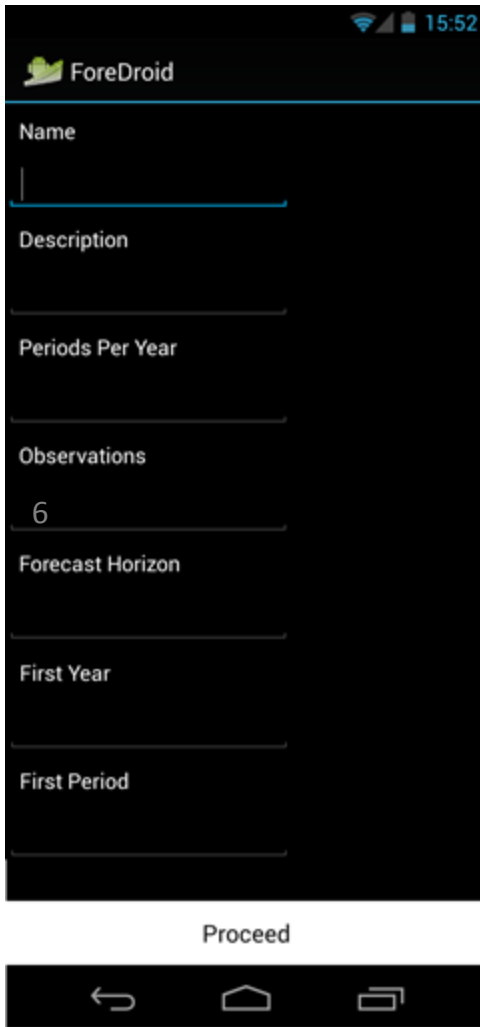 15:52
ForeDroid
Name
Description
Periods Per Year
Observations
6
Forecast Horizon
First Year
First Period
Proceed